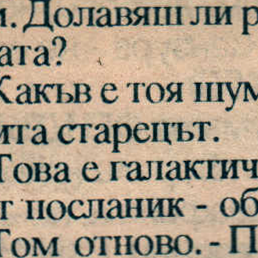 и. Долавяш ли р
ата?
Какъв е тоя шум
ита старецът.
Това е галактич
т посланик - об
Том отново. - П